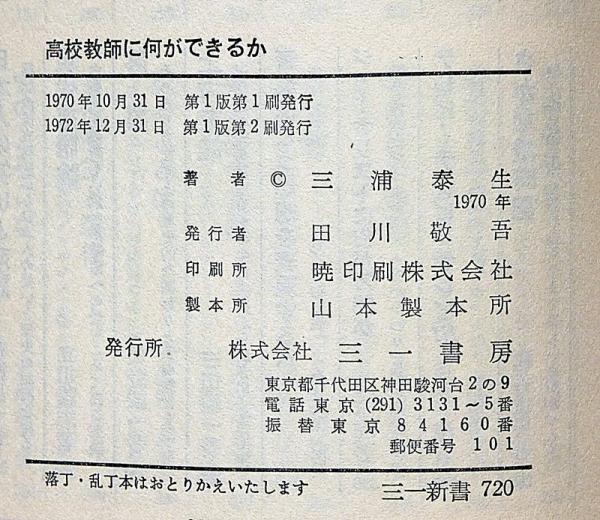 高校教師に何ができるか
1970年10月31日 第1版第1刷発行
1972年12月31日 第1版第2刷発行
著者 © 三浦泰生
1970年
発行者 田川敬吾
印刷所 暁印刷株式会社
製本所 山本製本所
発行所 株式会社 三一書房
東京都千代田区神田駿河台2の9
電話東京(291)3131～5番
振替東京84160番
郵便番号 101
落丁・乱丁本はおとりかえいたします 三一新書 720